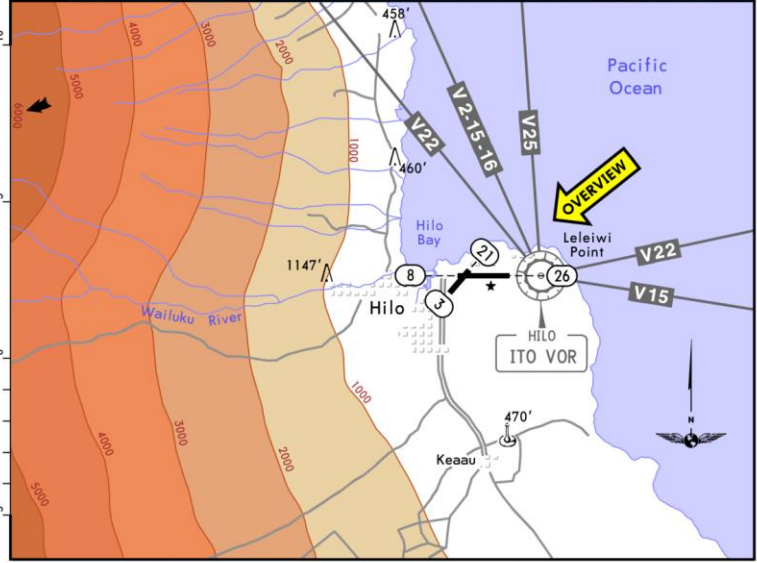 458'
4000
3000
2000
5000
6000
Pacific
Ocean
V22
V 2-15-16
V25
1000
460'
OVERVIEW
Hilo
Bay
Leleiwi
Point
21
V22
1147'
8
26
V15
3
Hilo
Wailuku River
HILO
ITO VOR
N
1000
470'
4000
3000
2000
Keaau
5000